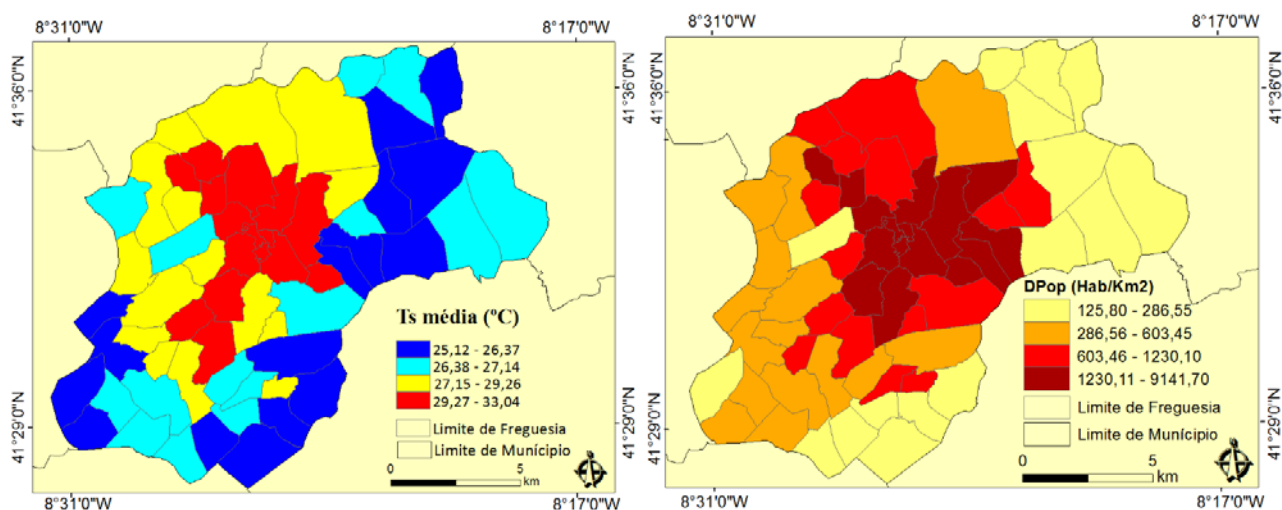 8°31'0"W
8°17'0"W
41°36'0"N
41°36'0"N
Ts média (ºC)
25,12 - 26,37
26,38 - 27,14
27,15 - 29,26
29,27 - 33,04
Limite de Freguesia
Limite de Munícipio
0
5
km
41°29'0"N
41°29'0"N
8°31'0"W
8°17'0"W
8°31'0"W
8°17'0"W
41°36'0"N
41°36'0"N
DPop (Hab/Km2)
125,80 - 286,55
286,56 - 603,45
603,46 - 1230,10
1230,11 - 9141,70
Limite de Freguesia
Limite de Munícipio
0
5
km
41°29'0"N
41°29'0"N
8°31'0"W
8°17'0"W